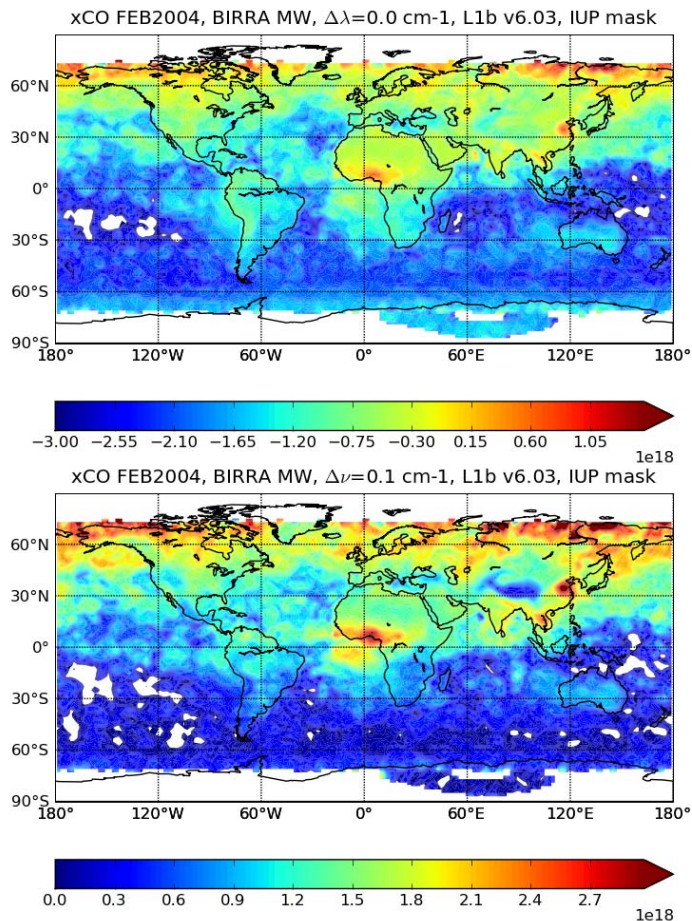 xCO FEB2004, BIRRA MW, Δλ=0.0 cm-1, L1b v6.03, IUP mask
60°N
30°N
0°
30°S
60°S
90°S
180° 120°W 60°W 0° 60°E 120°E 180°
−3.00 −2.55 −2.10 −1.65 −1.20 −0.75 −0.30 0.15 0.60 1.05
1e18
xCO FEB2004, BIRRA MW, Δν=0.1 cm-1, L1b v6.03, IUP mask
60°N
30°N
0°
30°S
60°S
90°S
180° 120°W 60°W 0° 60°E 120°E 180°
0.0 0.3 0.6 0.9 1.2 1.5 1.8 2.1 2.4 2.7
1e18